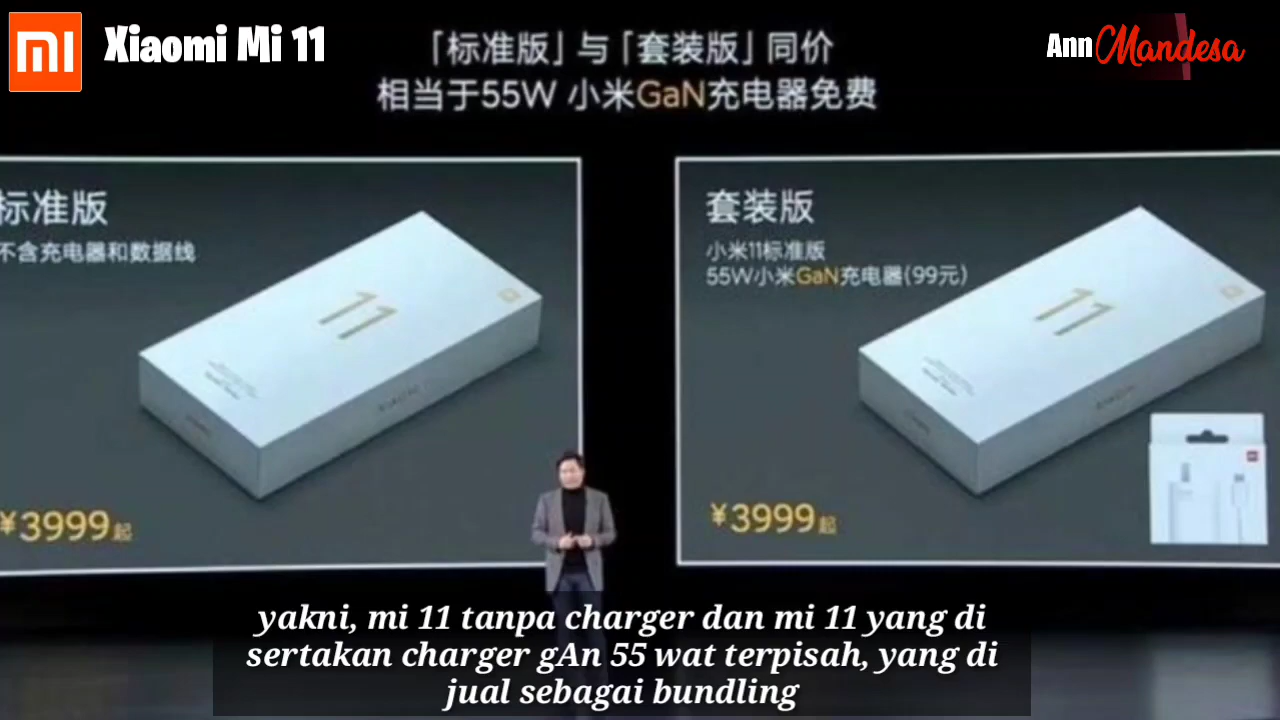 Xiaomi Mi 11
Ann Mandesa
「标准版」与「套装版」同价
相当于55W 小米GaN充电器免费
标准版
不含充电器和数据线
11
¥3999起
套装版
小米11标准版
55W小米GaN充电器(99元)
11
¥3999起
yakni, mi 11 tanpa charger dan mi 11 yang di
sertakan charger gAn 55 wat terpisah, yang di
jual sebagai bundling